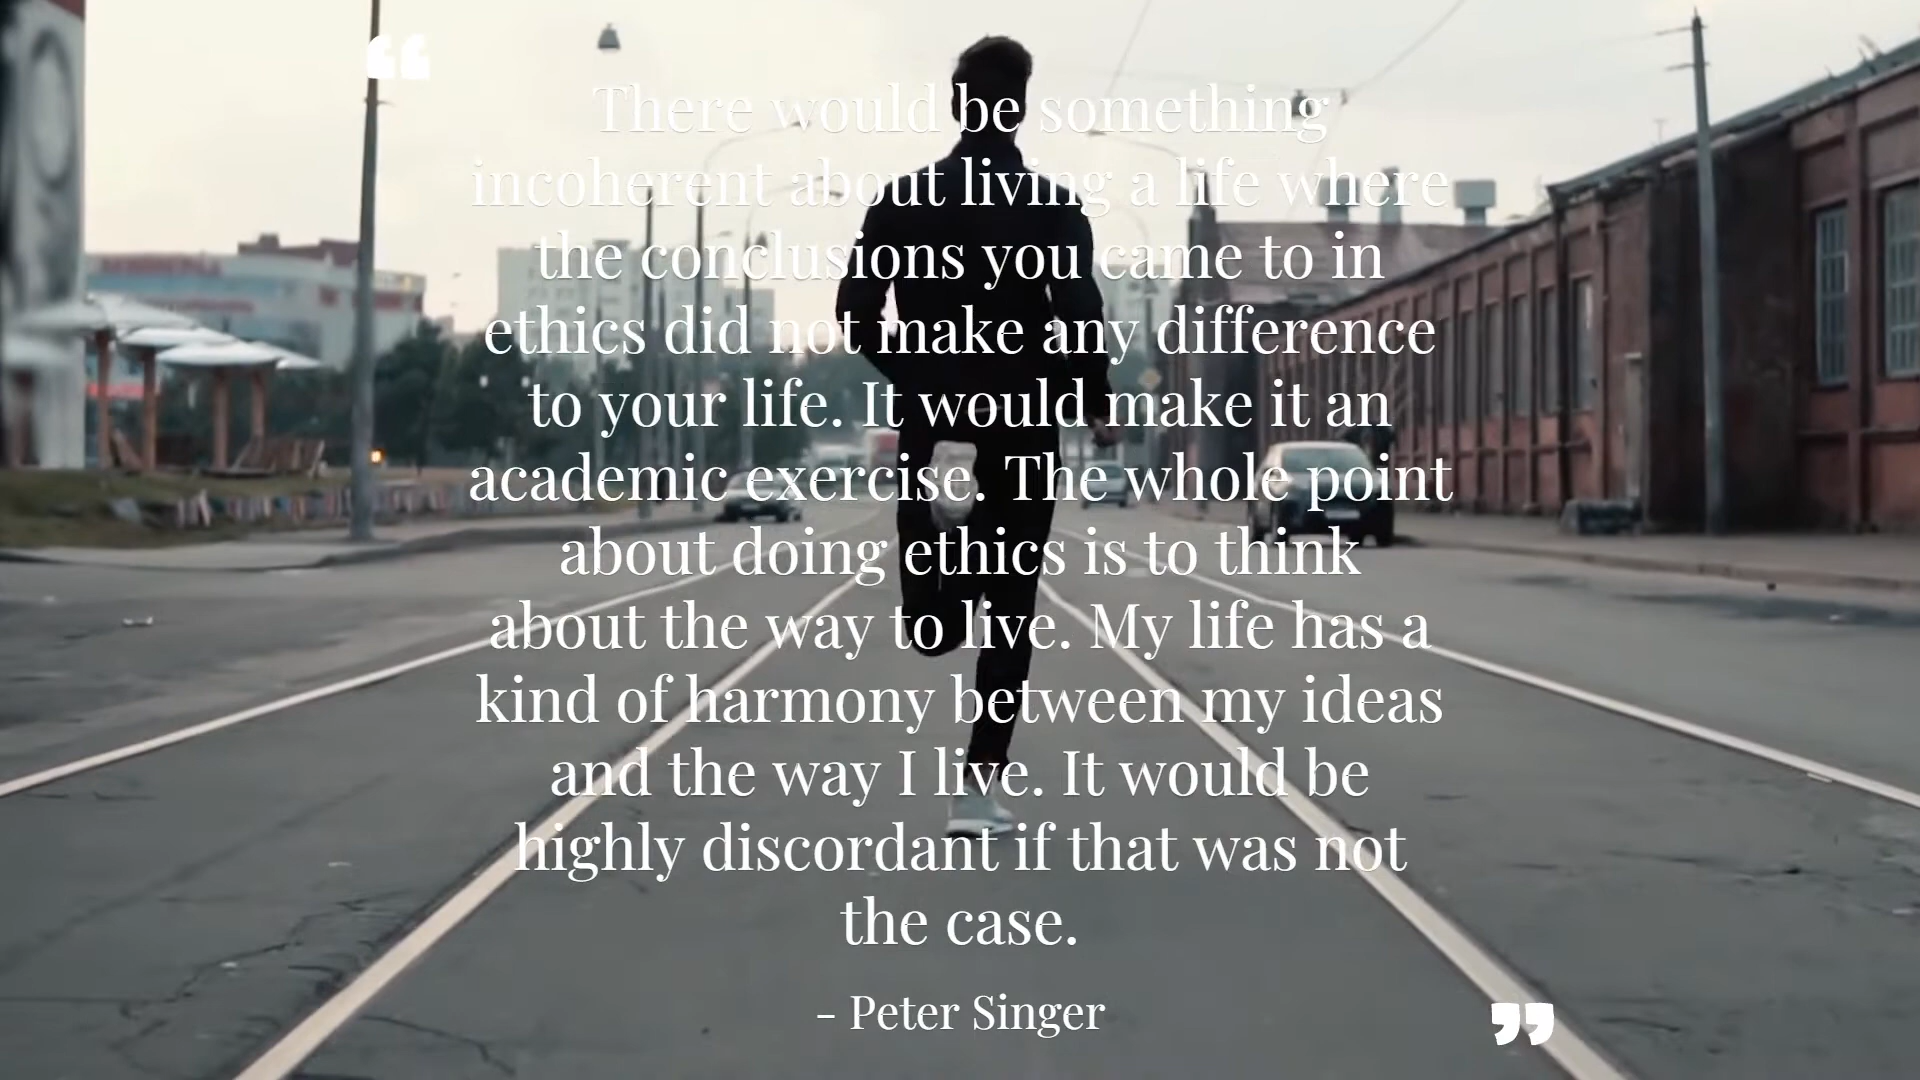 “
There would be something
incoherent about living a life where
the conclusions you came to in
ethics did not make any difference
to your life. It would make it an
academic exercise. The whole point
about doing ethics is to think
about the way to live. My life has a
kind of harmony between my ideas
and the way I live. It would be
highly discordant if that was not
the case.
- Peter Singer
”